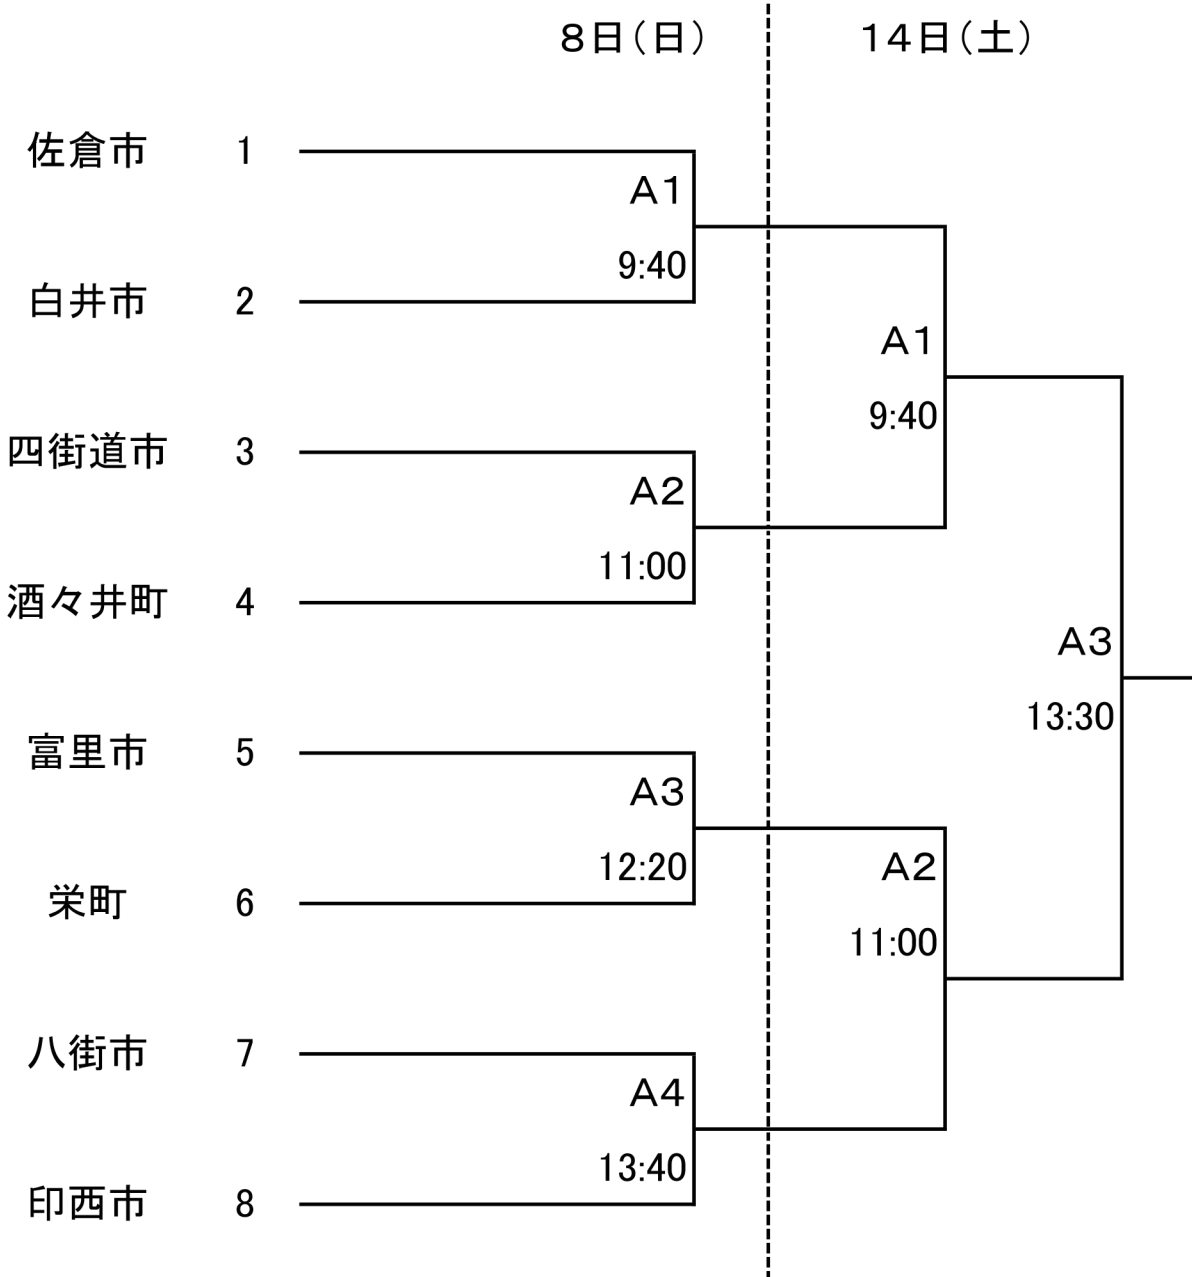 ８日（日）　１４日（土）
佐倉市　1
Ａ１
9:40
白井市　2
Ａ１
9:40
四街道市　3
Ａ２
11:00
酒々井町　4
Ａ３
13:30
富里市　5
Ａ３
12:20
Ａ２
栄町　6
11:00
八街市　7
Ａ４
13:40
印西市　8